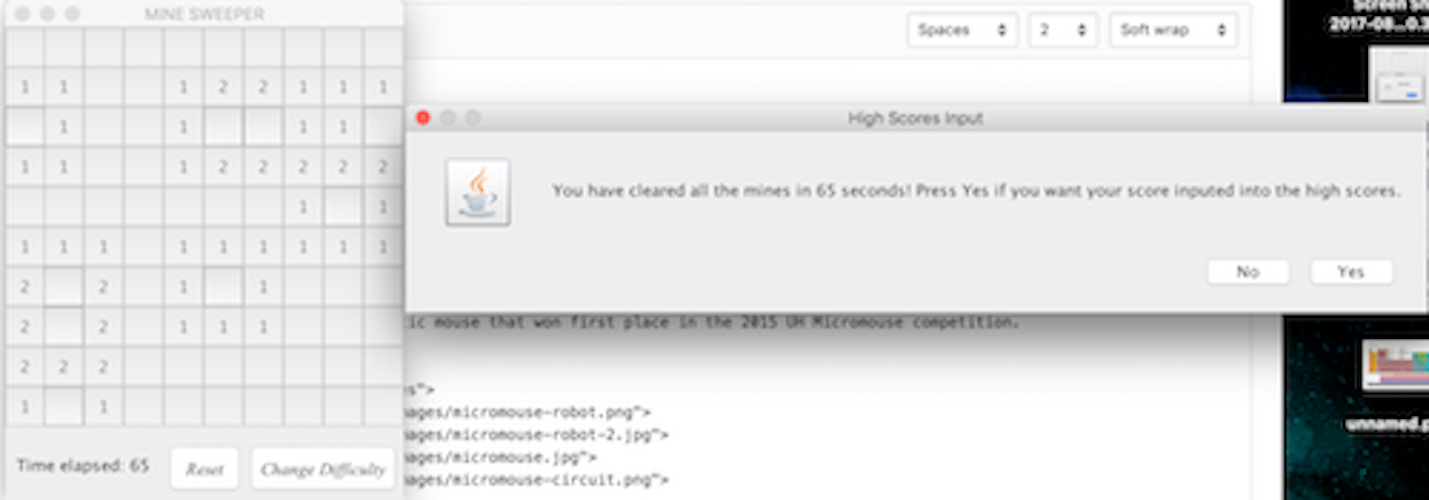 MINE SWEEPER
1 1 1 2 2 1 1 1
1 1 1 1
1 1 1 2 2 2 2 2
1 1
1 1 1 1 1 1 1 1 1
2 2 1 1
2 2 1 1 1
2 2 2
1 1
Time elapsed: 65
Reset
Change Difficulty
Spaces
2
Soft wrap
High Scores Input
You have cleared all the mines in 65 seconds! Press Yes if you want your score inputed into the high scores.
No
Yes
ic mouse that won first place in the 2015 UH Micromouse competition.
s">
ages/micromouse-robot.png">
ages/micromouse-robot-2.jpg">
ages/micromouse.jpg">
ages/micromouse-circuit.png">
Screen Sh
2017-08...0.3
unnamed.p